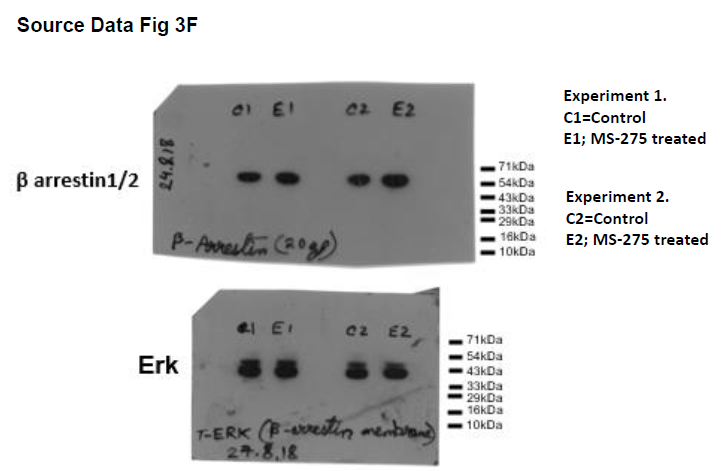 Source Data Fig 3F
C1 E1 C2 E2
24.8.18
β arrestin1/2
β-Arrestin (20
71kDa
54kDa
43kDa
33kDa
29kDa
16kDa
10kDa
Experiment 1.
C1=Control
E1; MS-275 treated
Experiment 2.
C2=Control
E2; MS-275 treated
C1 E1 C2 E2
Erk
T-ERK (β-arrestin membrane)
27.8.18
71kDa
54kDa
43kDa
33kDa
29kDa
16kDa
10kDa